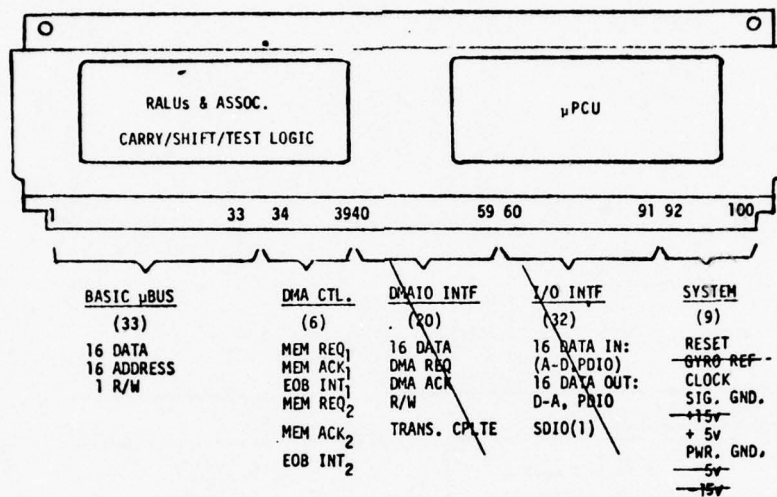 RALUs & ASSOC.
CARRY/SHIFT/TEST LOGIC
µPCU
1 33 34 39 40 59 60 91 92 100
BASIC µBUS
(33)
16 DATA
16 ADDRESS
1 R/W
DMA CTL.
(6)
MEM REQ1
MEM ACK1
EOB INT1
MEM REQ2
MEM ACK2
EOB INT2
DMAIO INTF
(20)
16 DATA
DMA REQ
DMA ACK
R/W
TRANS. CPLTE
I/O INTF
(32)
16 DATA IN:
(A-D,PDIO)
16 DATA OUT:
D-A, PDIO
SDIO(1)
SYSTEM
(9)
RESET
GYRO REF
CLOCK
SIG. GND.
+15v
+ 5v
PWR. GND.
-5v
-15v